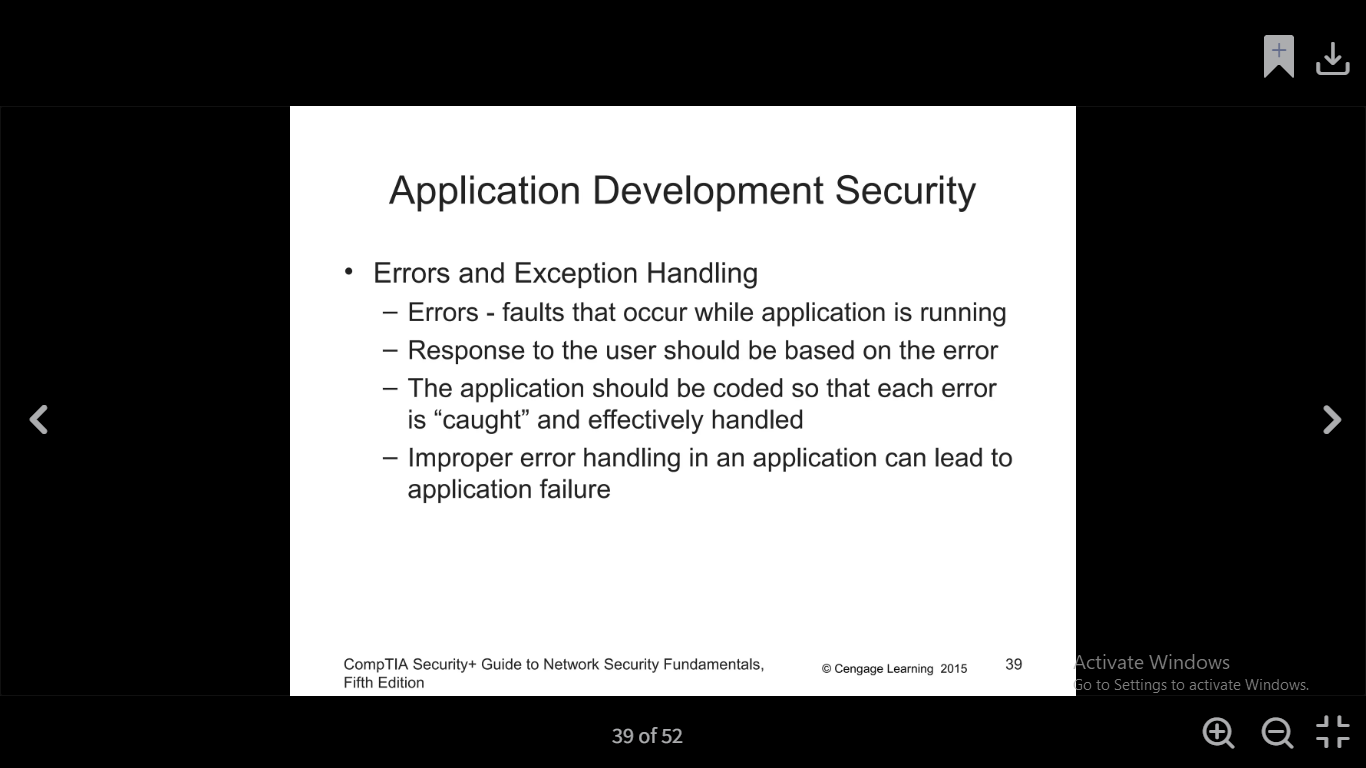 Application Development Security
• Errors and Exception Handling
– Errors - faults that occur while application is running
– Response to the user should be based on the error
– The application should be coded so that each error
is “caught” and effectively handled
– Improper error handling in an application can lead to
application failure
CompTIA Security+ Guide to Network Security Fundamentals,
Fifth Edition
© Cengage Learning 2015
39
Activate Windows
Go to Settings to activate Windows.
39 of 52